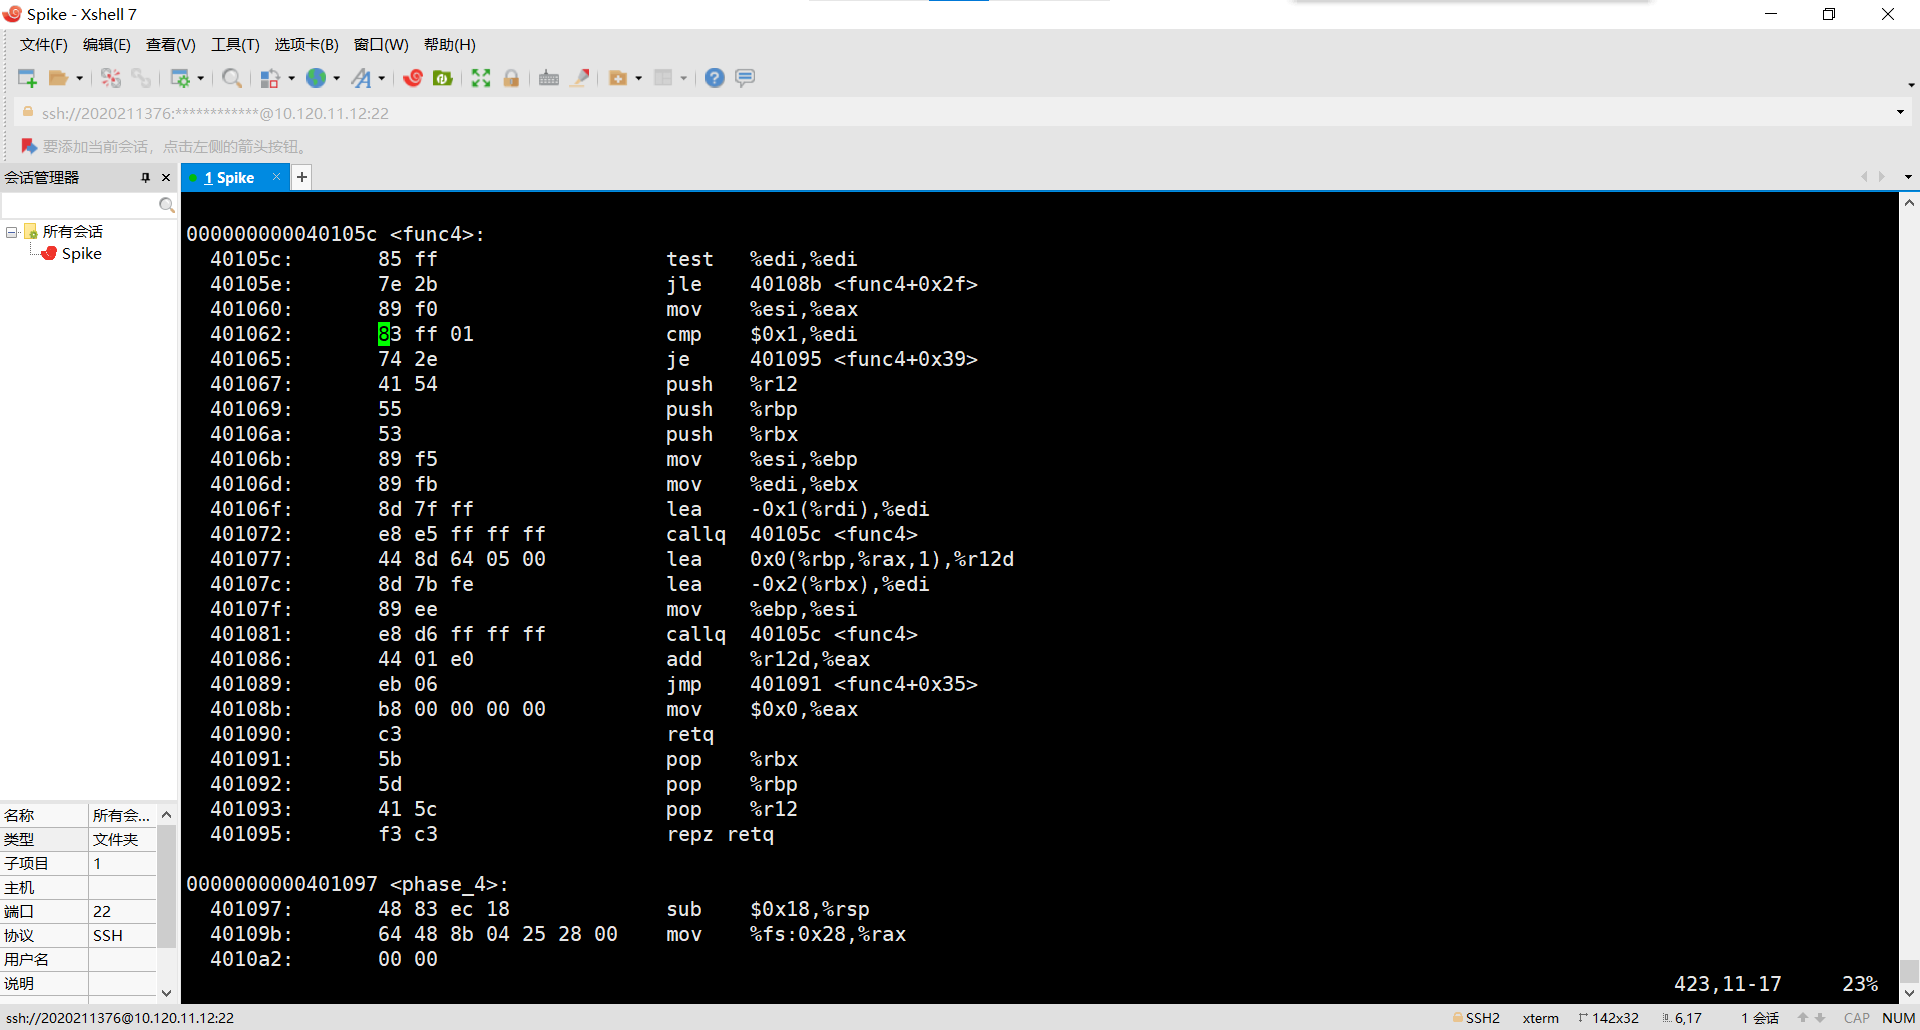 Spike - Xshell 7
文件(F) 编辑(E) 查看(V) 工具(T) 选项卡(B) 窗口(W) 帮助(H)
ssh://2020211376:************@10.120.11.12:22
要添加当前会话，点击左侧的箭头按钮。
会话管理器
1 Spike
所有会话
Spike
0000000000040105c <func4>:
40105c: 85 ff test %edi,%edi
40105e: 7e 2b jle 40108b <func4+0x2f>
401060: 89 f0 mov %esi,%eax
401062: 83 ff 01 cmp $0x1,%edi
401065: 74 2e je 401095 <func4+0x39>
401067: 41 54 push %r12
401069: 55 push %rbp
40106a: 53 push %rbx
40106b: 89 f5 mov %esi,%ebp
40106d: 89 fb mov %edi,%ebx
40106f: 8d 7f ff lea -0x1(%rdi),%edi
401072: e8 e5 ff ff ff callq 40105c <func4>
401077: 44 8d 64 05 00 lea 0x0(%rbp,%rax,1),%r12d
40107c: 8d 7b fe lea -0x2(%rbx),%edi
40107f: 89 ee mov %ebp,%esi
401081: e8 d6 ff ff ff callq 40105c <func4>
401086: 44 01 e0 add %r12d,%eax
401089: eb 06 jmp 401091 <func4+0x35>
40108b: b8 00 00 00 00 mov $0x0,%eax
401090: c3 retq
401091: 5b pop %rbx
401092: 5d pop %rbp
401093: 41 5c pop %r12
401095: f3 c3 repz retq
0000000000401097 <phase_4>:
401097: 48 83 ec 18 sub $0x18,%rsp
40109b: 64 48 8b 04 25 28 00 mov %fs:0x28,%rax
4010a2: 00 00
423,11-17 23%
名称 所有会...
类型 文件夹
子项目 1
主机
端口 22
协议 SSH
用户名
说明
ssh://2020211376@10.120.11.12:22 SSH2 xterm 142x32 6,17 1 会话 CAP NUM